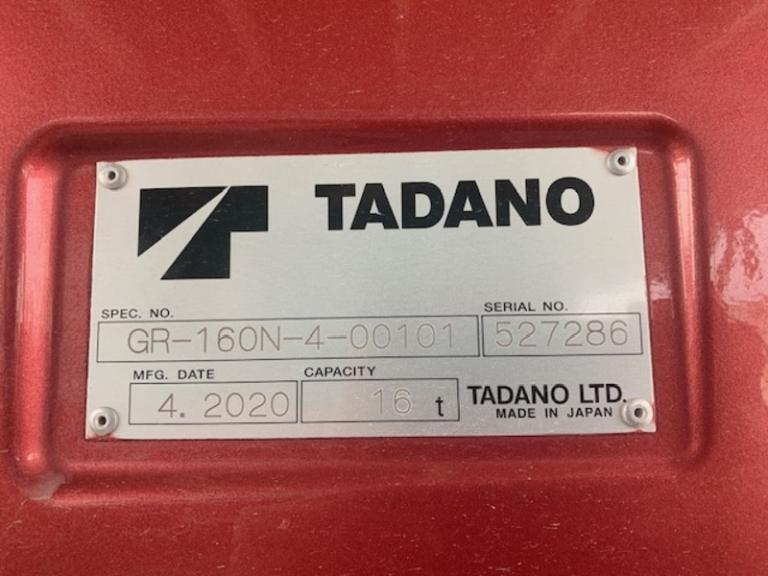 TADANO
SPEC. NO. SERIAL NO.
GR-160N-4-00101 527286
MFG. DATE CAPACITY
4. 2020 16 t TADANO LTD.
MADE IN JAPAN